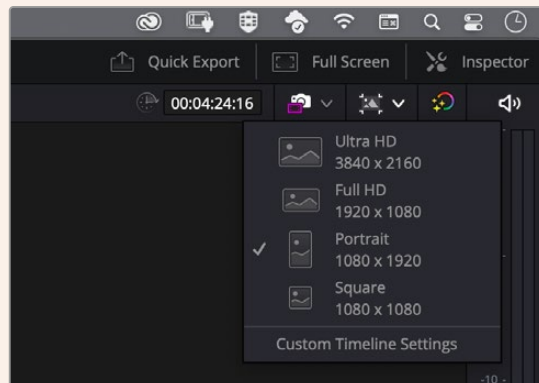 Quick Export
Full Screen
Inspector
00:04:24:16
Ultra HD
3840 x 2160
Full HD
1920 x 1080
Portrait
1080 x 1920
Square
1080 x 1080
Custom Timeline Settings
-10